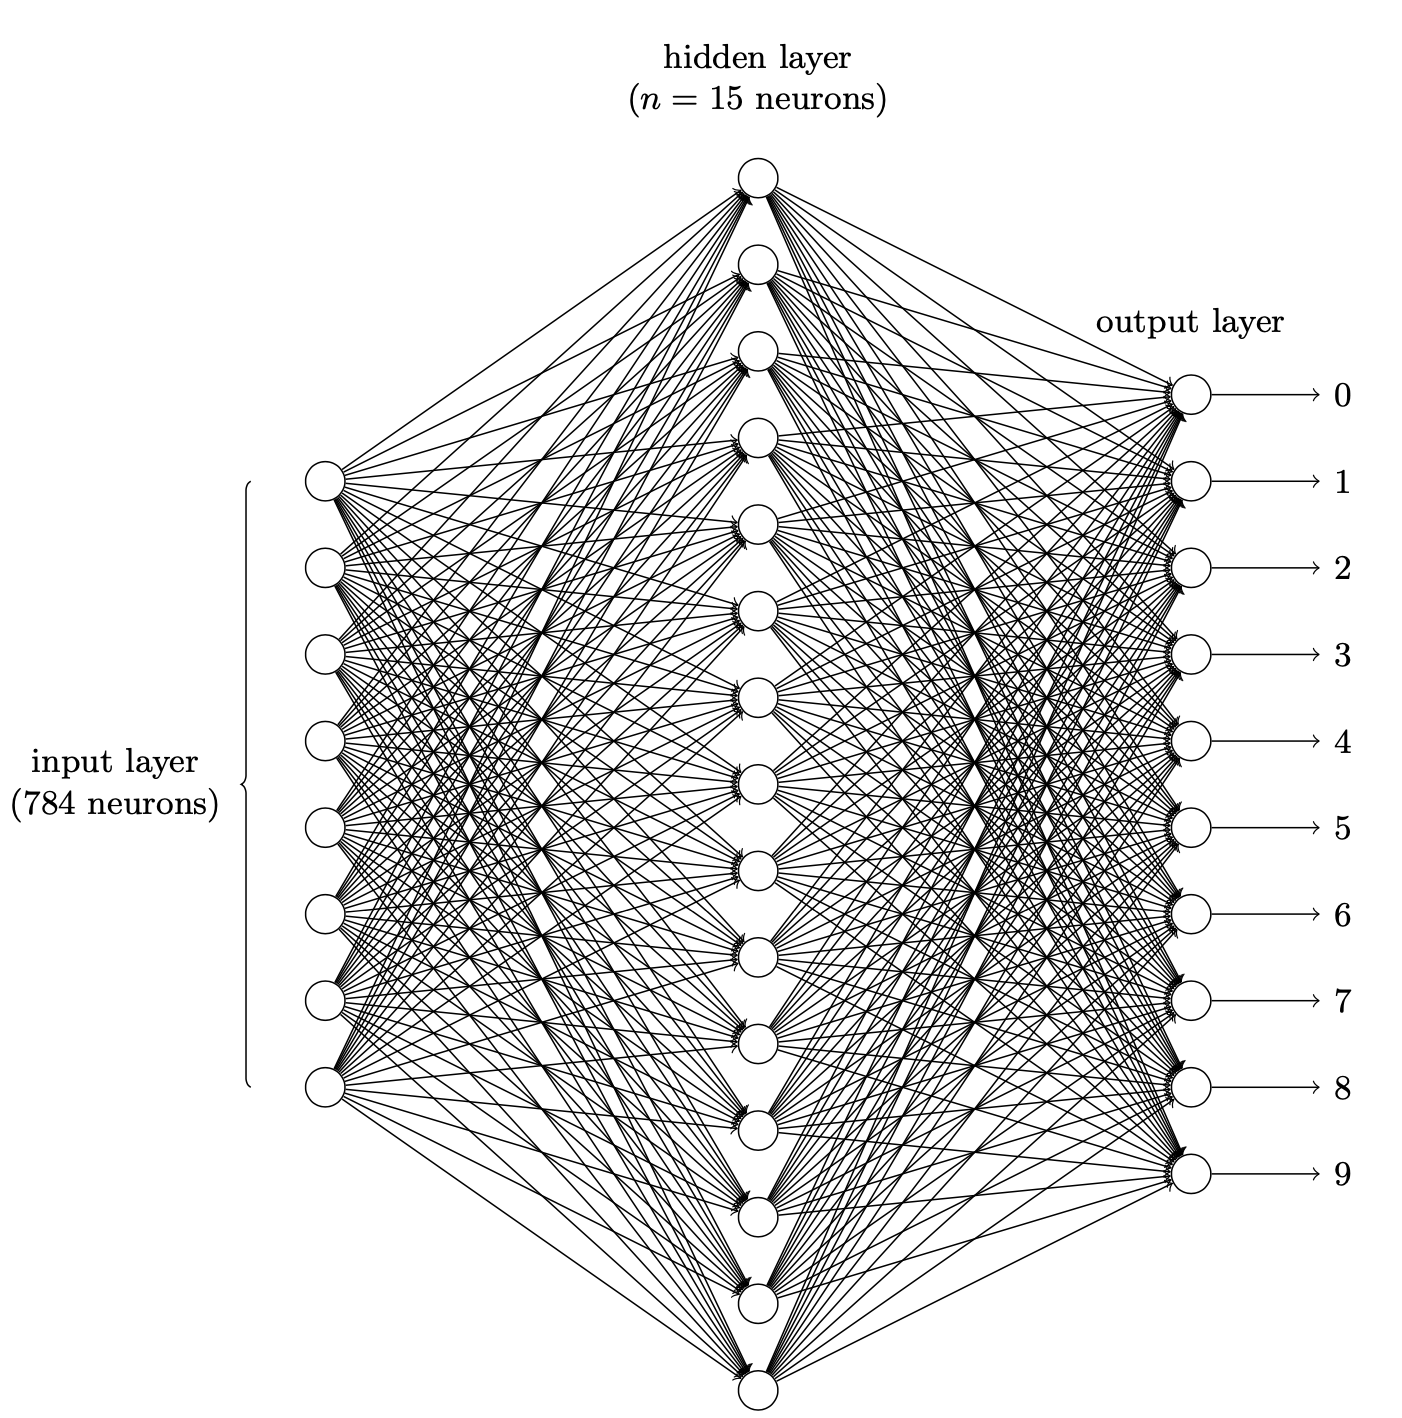 hidden layer
(n = 15 neurons)
output layer
0
1
2
3
4
input layer
(784 neurons)
5
6
7
8
9